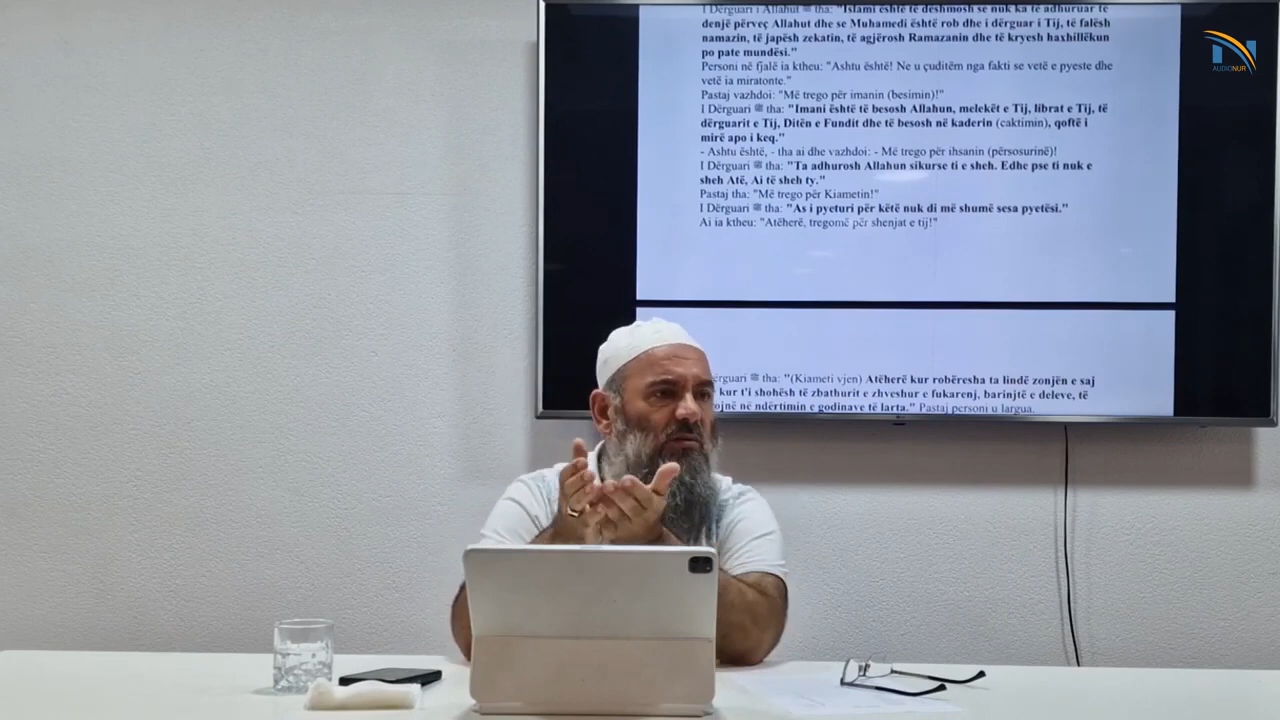 I Dërguari i Allahut ﷺ tha: "Islami është të dëshmosh se nuk ka të adhuruar të
denjë përveç Allahut dhe se Muhamedi është rob dhe i dërguar i Tij, të falësh
namazin, të japësh zekatin, të agjërosh Ramazanin dhe të kryesh haxhillëkun
po pate mundësi."
Personi në fjalë ia ktheu: "Ashtu është! Ne u çuditëm nga fakti se vetë e pyeste dhe
vetë ia miratonte."
Pastaj vazhdoi: "Më trego për imanin (besimin)!"
I Dërguari ﷺ tha: "Imani është të besosh Allahun, melekët e Tij, librat e Tij, të
dërguarit e Tij, Ditën e Fundit dhe të besosh në kaderin (caktimin), qoftë i
mirë apo i keq."
- Ashtu është, - tha ai dhe vazhdoi: - Më trego për ihsanin (përsosurinë)!
I Dërguari ﷺ tha: "Ta adhurosh Allahun sikurse ti e sheh. Edhe pse ti nuk e
sheh Atë, Ai të sheh ty."
Pastaj tha: "Më trego për Kiametin!"
I Dërguari ﷺ tha: "As i pyeturi për këtë nuk di më shumë sesa pyetësi."
Ai ia ktheu: "Atëherë, tregomë për shenjat e tij!"
ërguari ﷺ tha: "(Kiameti vjen) Atëherë kur robëresha ta lindë zonjën e saj
kur t'i shohësh të zbathurit e zhveshur e fukarenj, barinjtë e deleve, të
ojnë në ndërtimin e godinave të larta." Pastaj personi u largua.
AUDIONUR